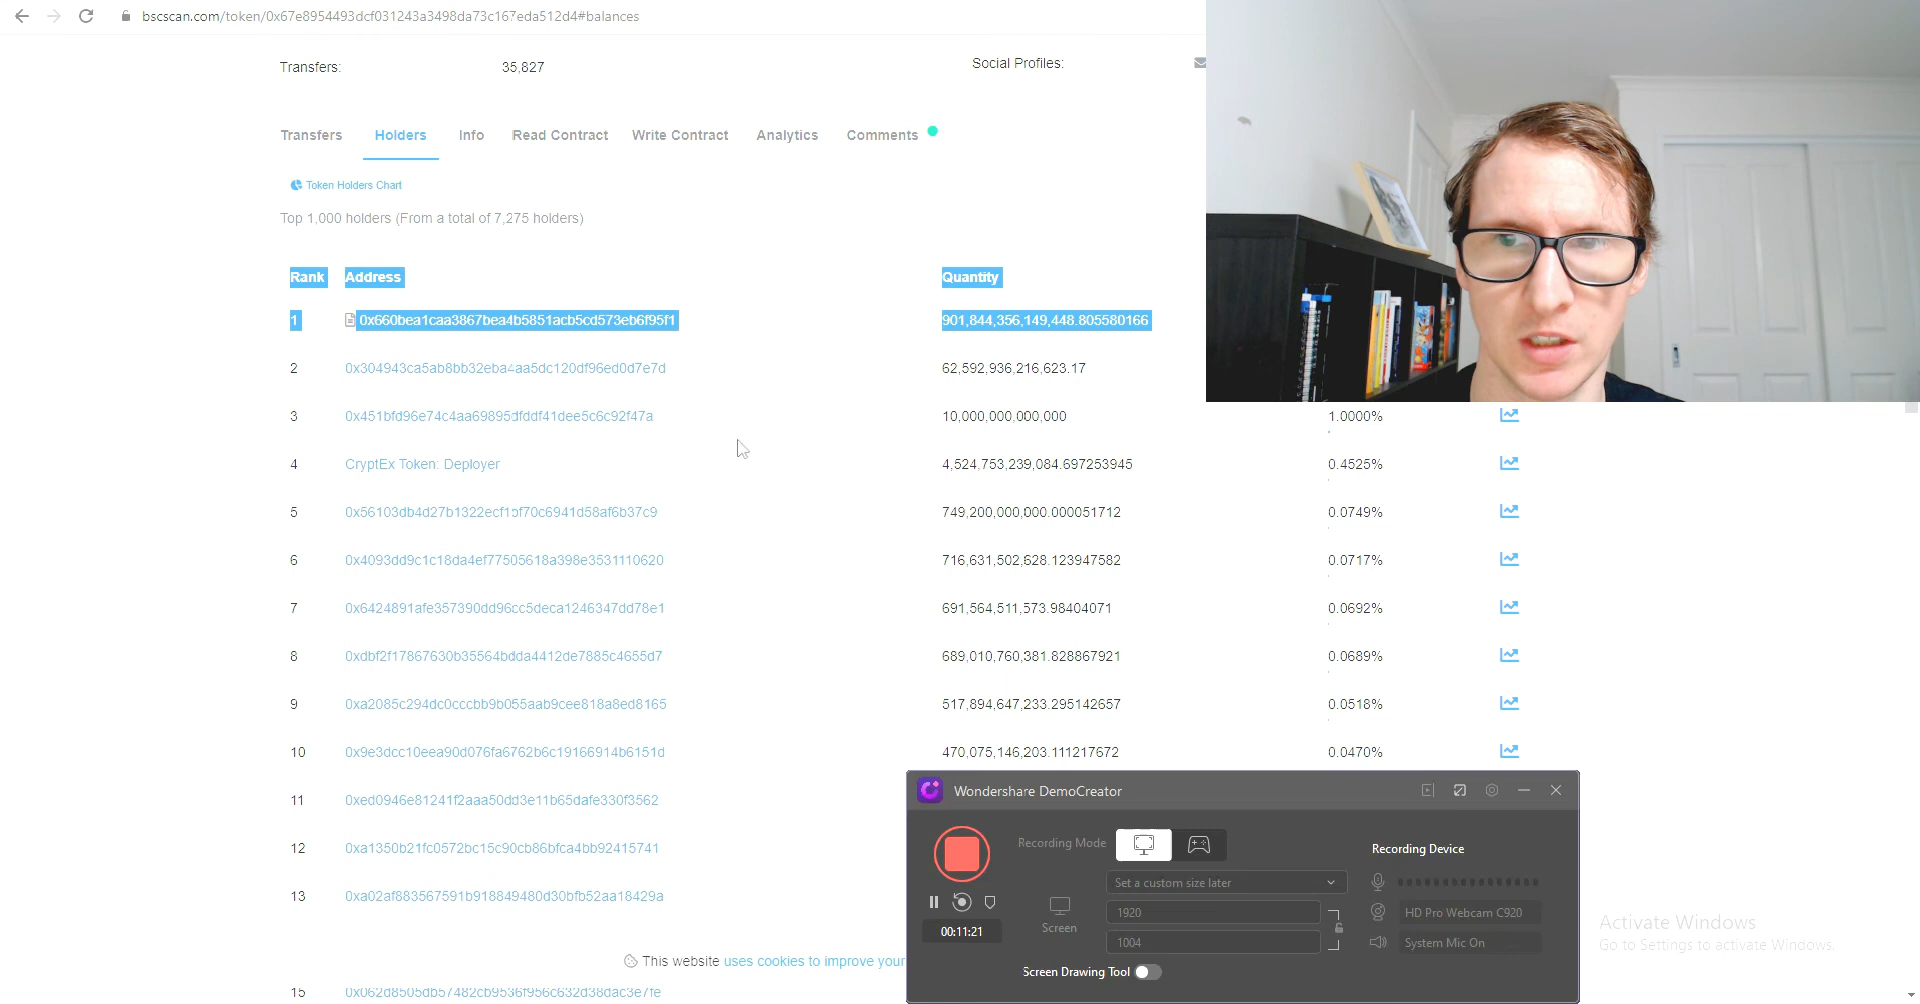 bscscan.com/token/0x67e8954493dcf031243a3498da73c167eda512d4#balances
Transfers: 35,827 Social Profiles:
Transfers Holders Info Read Contract Write Contract Analytics Comments
Token Holders Chart
Top 1,000 holders (From a total of 7,275 holders)
Rank Address Quantity
1 0x660bea1caa3867bea4b5851acb5cd573eb6f95f1 901,844,356,149,448.805580166
2 0x304943ca5ab8bb32eba4aa5dc120df96ed0d7e7d 62,592,936,216,623.17
3 0x451bfd96e74c4aa69895dfddf41dee5c6c92f47a 10,000,000,000,000 1.0000%
4 CryptEx Token: Deployer 4,524,753,239,084.697253945 0.4525%
5 0x56103db4d27b1322ecf1bf70c6941d58af6b37c9 749,200,000,000.000051712 0.0749%
6 0x4093dd9c1c18da4ef77505618a398e3531110620 716,631,502,628.123947582 0.0717%
7 0x6424891afe357390dd96cc5deca1246347dd78e1 691,564,511,573.98404071 0.0692%
8 0xdbf2f17867630b35564bdda4412de7885c4655d7 689,010,760,381.828867921 0.0689%
9 0xa2085c294dc0cccbb9b055aab9cee818a8ed8165 517,894,647,233.295142657 0.0518%
10 0x9e3dcc10eea90d076fa6762b6c19166914b6151d 470,075,146,203.111217672 0.0470%
11 0xed0946e81241f2aaa50dd3e11b65dafe330f3562
12 0xa1350b21fc0572bc15c90cb86bfca4bb92415741
13 0xa02af883567591b918849480d30bfb52aa18429a
This website uses cookies to improve your
15 0x062d8505db57482cb9536f956c632d38dac3e7fe
Wondershare DemoCreator
Recording Mode
Recording Device
Set a custom size later
1920
HD Pro Webcam C920
Screen
00:11:21
1004
System Mic On
Screen Drawing Tool
Activate Windows
Go to Settings to activate Windows.